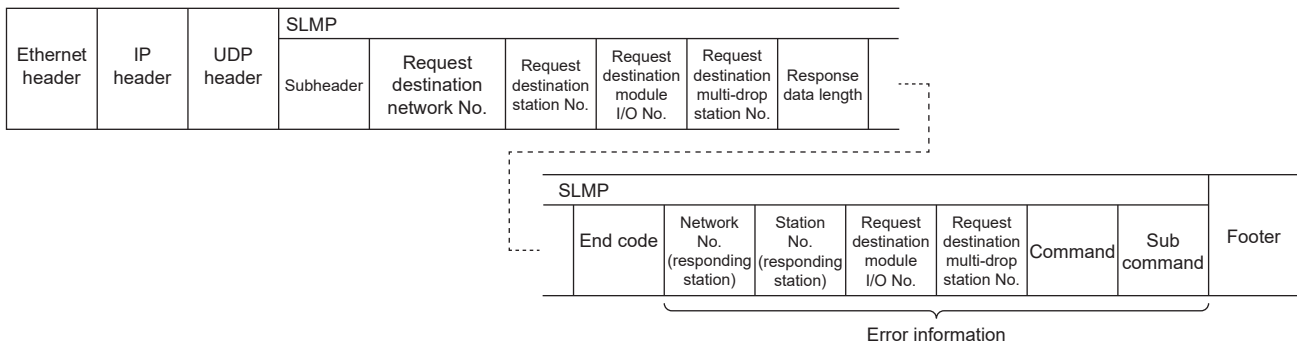 SLMP
Ethernet
header
IP
header
UDP
header
Subheader
Request
destination
network No.
Request
destination
station No.
Request
destination
module
I/O No.
Request
destination
multi-drop
station No.
Response
data length
SLMP
End code
Network
No.
(responding
station)
Station
No.
(responding
station)
Request
destination
module
I/O No.
Request
destination
multi-drop
station No.
Command
Sub
command
Footer
Error information